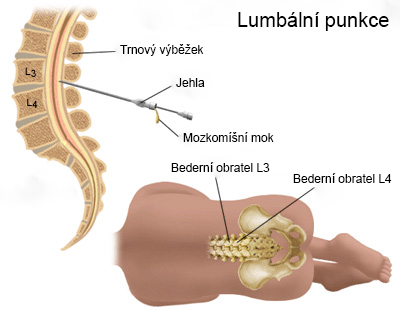 Lumbální punkce
Trnový výběžek
L3
Jehla
L4
Mozkomíšní mok
Bederní obratel L3
Bederní obratel L4